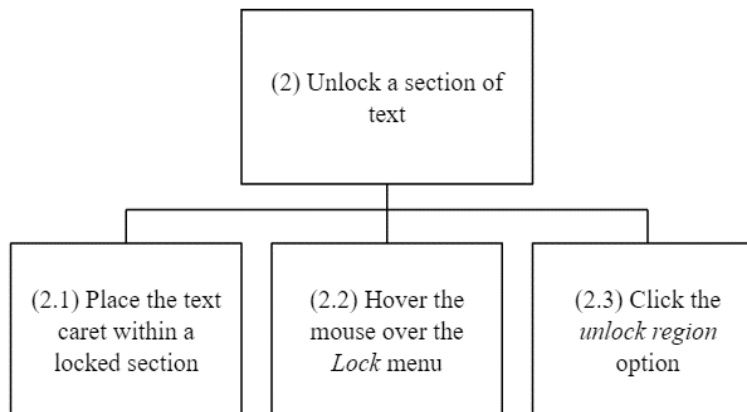 (2) Unlock a section of
text
(2.1) Place the text
caret within a
locked section
(2.2) Hover the
mouse over the
Lock menu
(2.3) Click the
unlock region
option